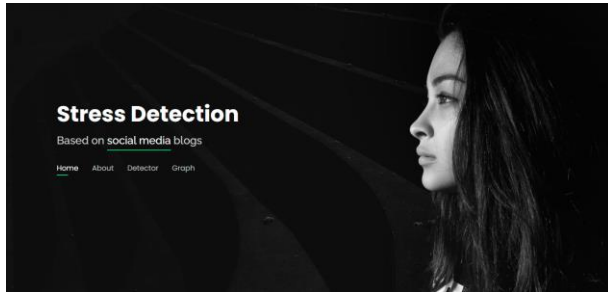 Stress Detection
Based on social media blogs
Home About Detector Graph